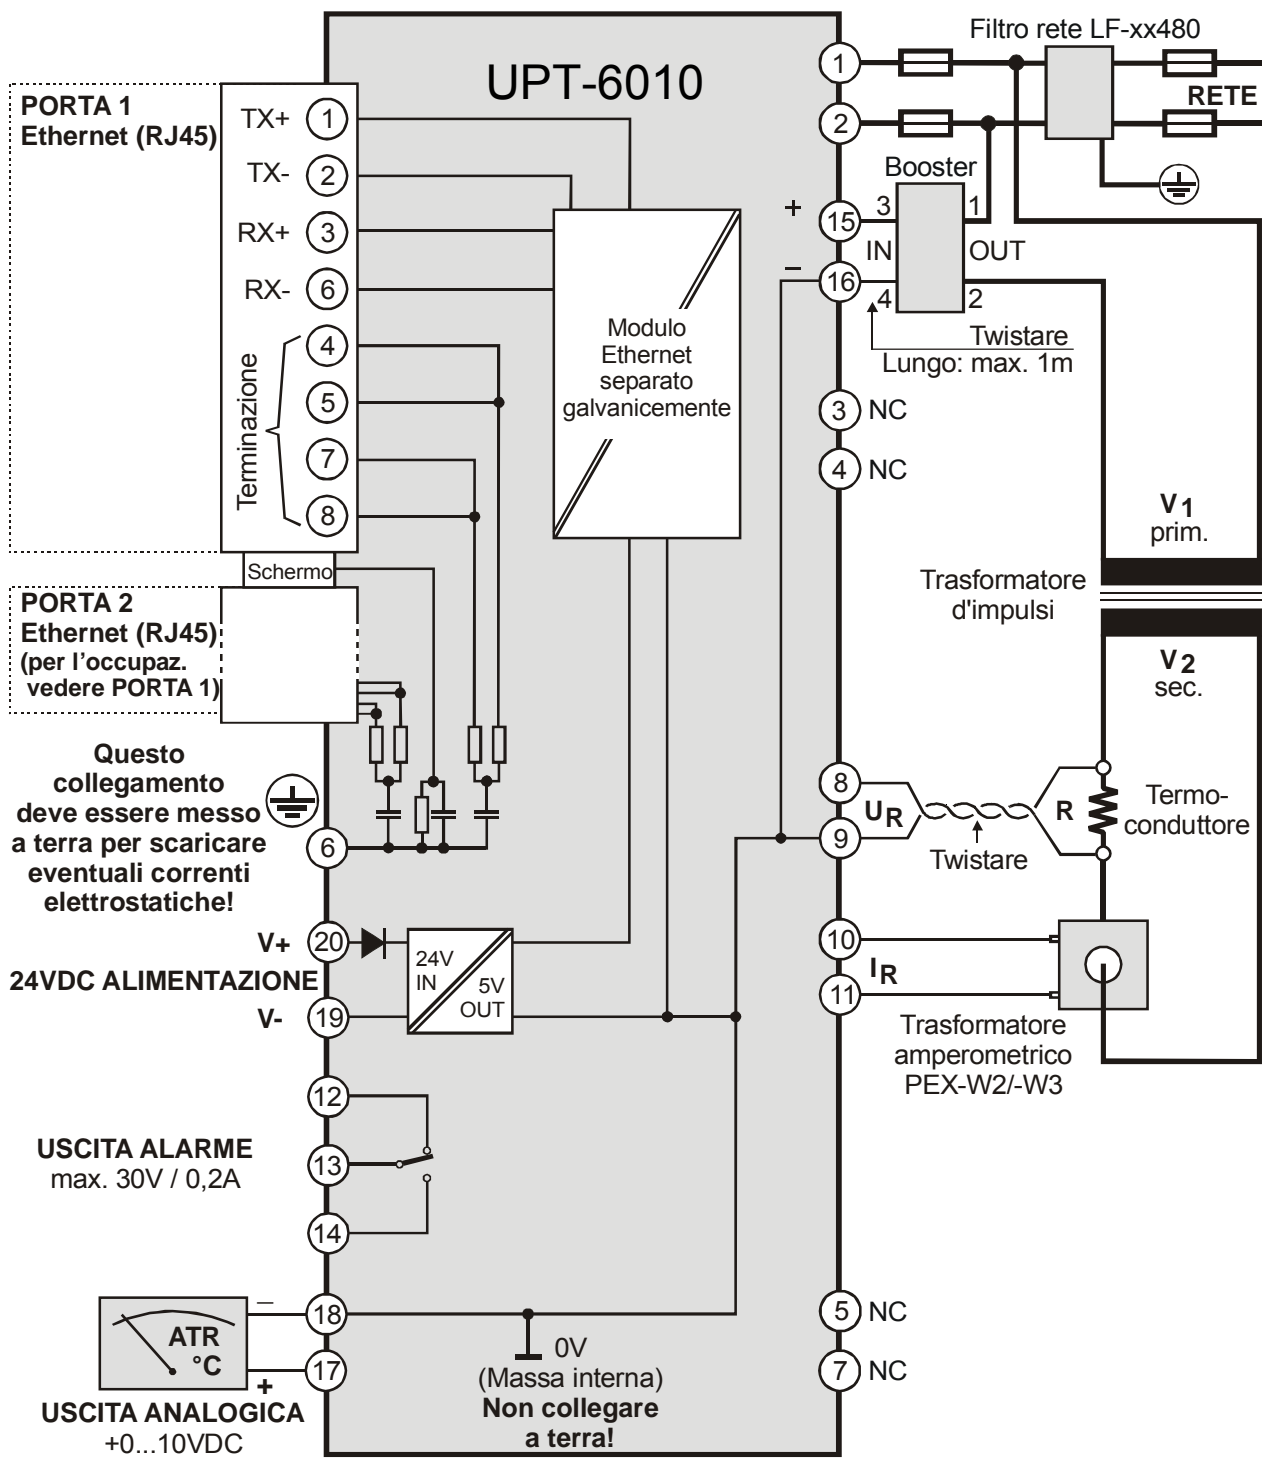 UPT-6010
Filtro rete LF-xx480
1
2
RETE
PORTA 1
Ethernet (RJ45)
TX+ 1
TX- 2
RX+ 3
RX- 6
4
5
7
8
Terminazione
Schermo
Modulo
Ethernet
separato
galvanicemente
Booster
+
15 3 1
IN OUT
–
16 4 2
Twistare
Lungo: max. 1m
3 NC
4 NC
V1
prim.
Trasformatore
d'impulsi
V2
sec.
PORTA 2
Ethernet (RJ45)
(per l'occupaz.
vedere PORTA 1)
Questo
collegamento
deve essere messo
a terra per scaricare
eventuali correnti
elettrostatiche!
6
8
9
UR
Twistare
R
Termo-
conduttore
V+ 20
24VDC ALIMENTAZIONE
V- 19
24V
IN
5V
OUT
10
IR
11
Trasformatore
amperometrico
PEX-W2/-W3
12
USCITA ALARME
max. 30V / 0,2A
13
14
–
18
ATR
°C
17
+
USCITA ANALOGICA
+0...10VDC
0V
(Massa interna)
Non collegare
a terra!
5 NC
7 NC